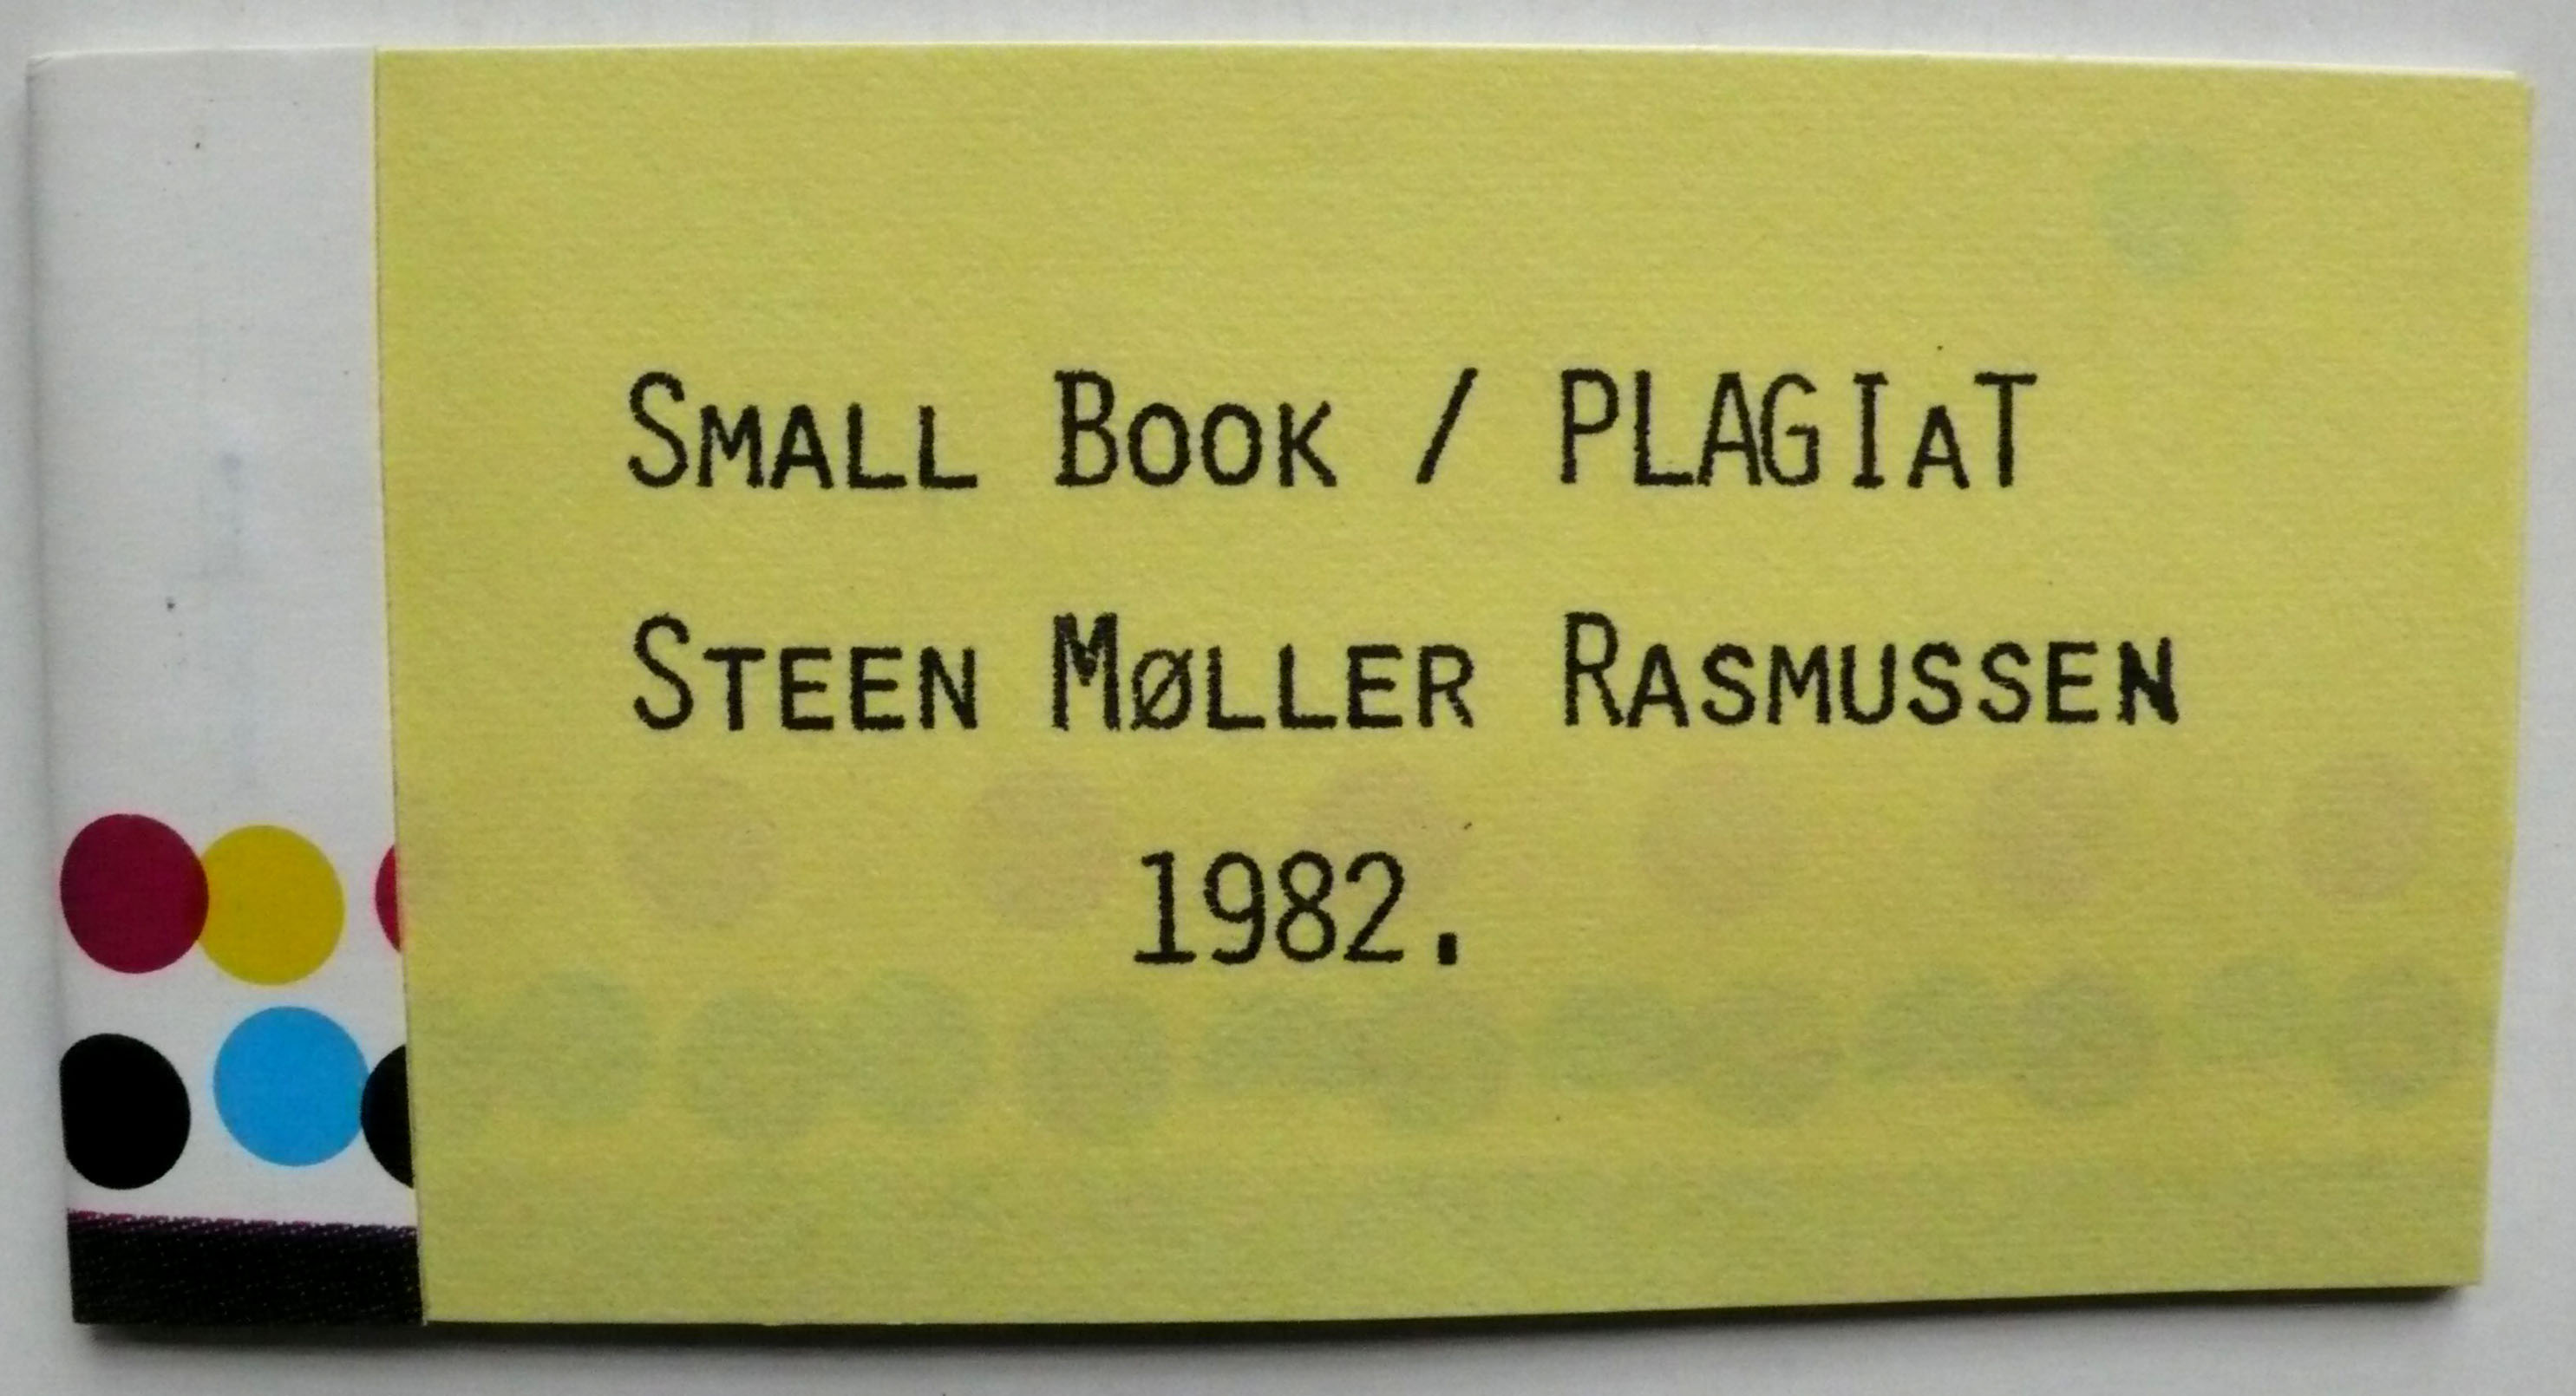 Small Book / PLAGIaT
Steen Møller Rasmussen
1982.